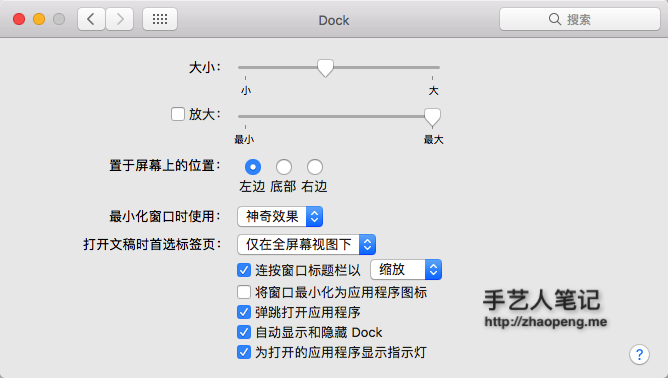 Dock
搜索
大小：
小 大
放大：
最小 最大
置于屏幕上的位置：
左边 底部 右边
最小化窗口时使用： 神奇效果
打开文稿时首选标签页： 仅在全屏幕视图下
连按窗口标题栏以 缩放
将窗口最小化为应用程序图标
弹跳打开应用程序
自动显示和隐藏 Dock
为打开的应用程序显示指示灯
手艺人笔记
http://zhaopeng.me
?